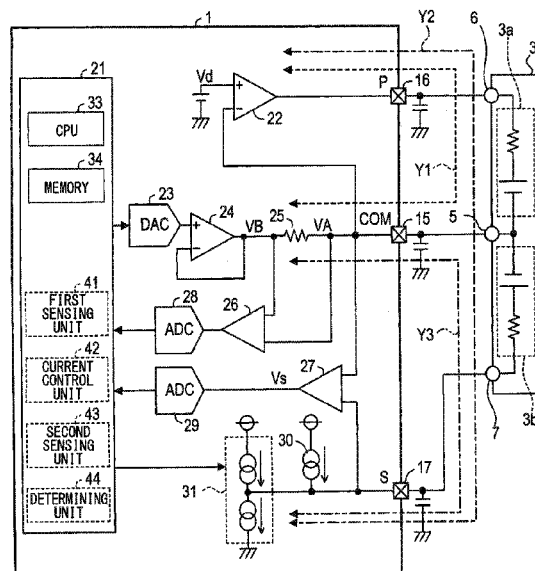 1
Y2
21
6
3a
3
Vd
P
16
33
CPU
22
34
MEMORY
Y1
23
24
25
DAC
VB
VA
COM
15
5
41
28
26
FIRST
SENSING
UNIT
ADC
Y3
42
27
CURRENT
CONTROL
UNIT
ADC
Vs
29
30
7
3b
43
SECOND
SENSING
UNIT
31
S
17
44
DETERMINING
UNIT